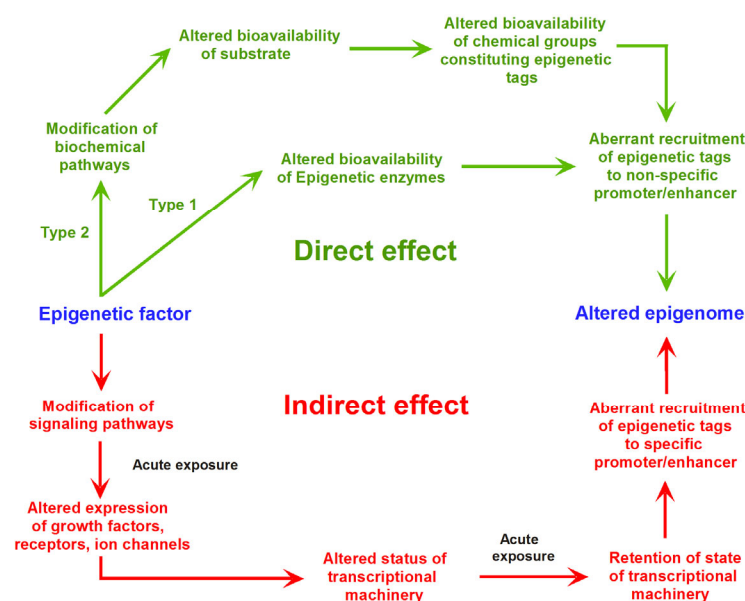 Altered bioavailability
of substrate
Altered bioavailability
of chemical groups
constituting epigenetic
tags
Modification of
biochemical
pathways
Altered bioavailability
of Epigenetic enzymes
Aberrant recruitment
of epigenetic tags
to non-specific
promoter/enhancer
Type 1
Type 2
Direct effect
Epigenetic factor
Altered epigenome
Indirect effect
Modification of
signaling pathways
Aberrant recruitment
of epigenetic tags
to specific
promoter/enhancer
Acute exposure
Altered expression
of growth factors,
receptors, ion channels
Altered status of
transcriptional
machinery
Acute
exposure
Retention of state
of transcriptional
machinery